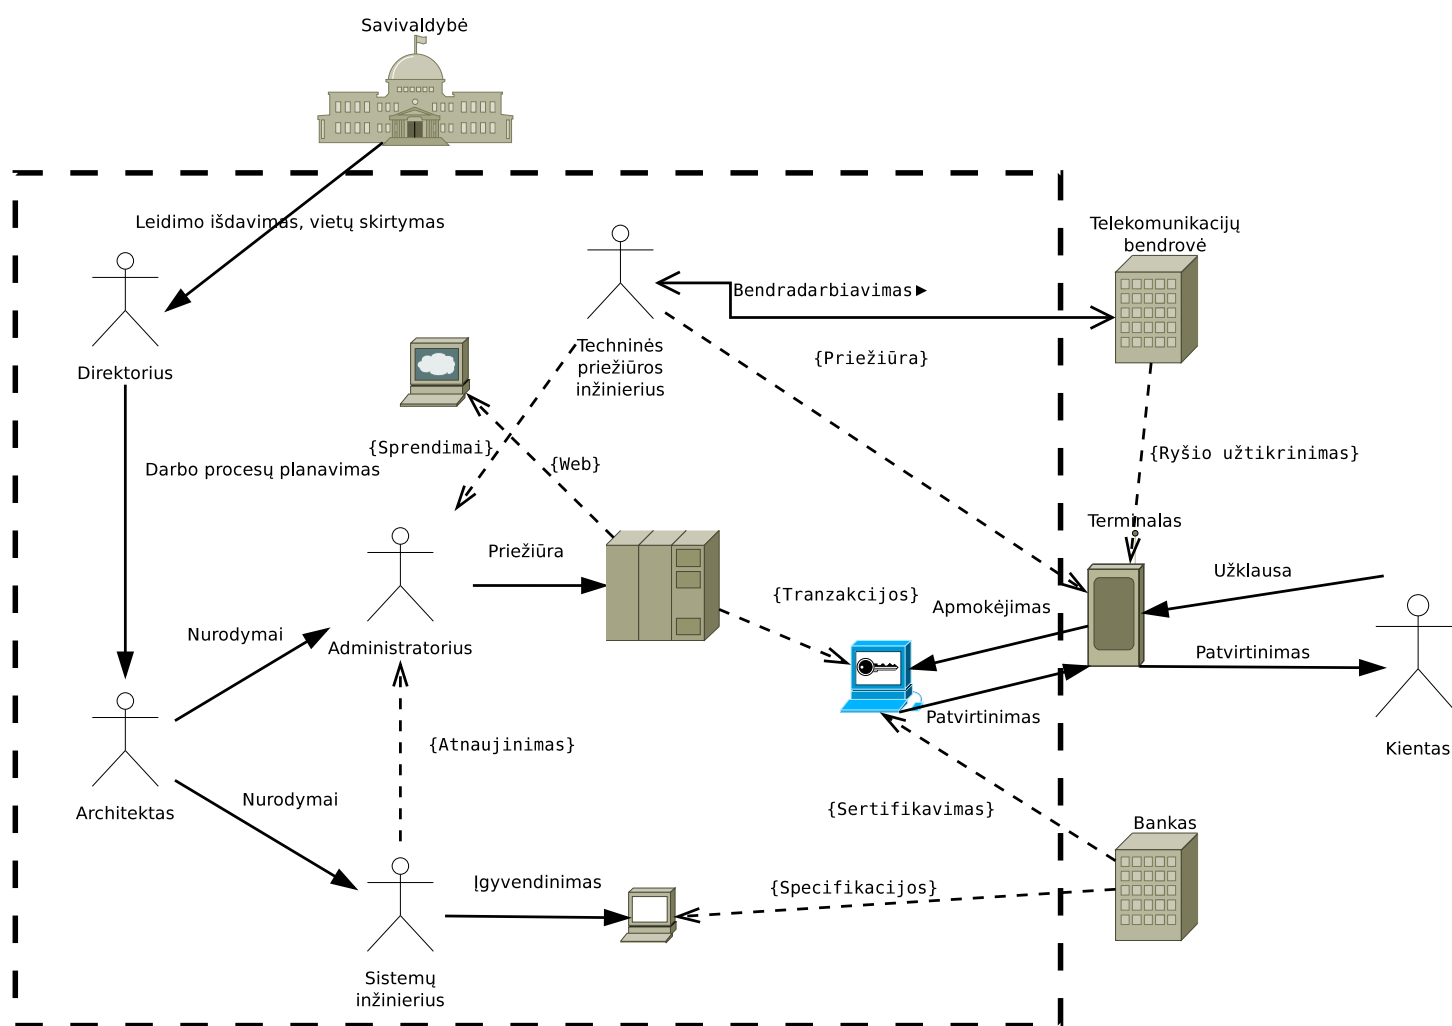 Savivaldybė
Leidimo išdavimas, vietų skirtymas
Telekomunikacijų
bendrovė
Bendradarbiavimas►
Direktorius
Techninės
priežiūros
inžinierius
{Priežiūra}
{Sprendimai}
{Web}
Darbo procesų planavimas
{Ryšio užtikrinimas}
Terminalas
Priežiūra
Užklausa
{Tranzakcijos}
Apmokėjimas
Nurodymai
Administratorius
Patvirtinimas
Patvirtinimas
{Atnaujinimas}
Kientas
Nurodymai
Architektas
{Sertifikavimas}
Bankas
Įgyvendinimas
{Specifikacijos}
Sistemų
inžinierius